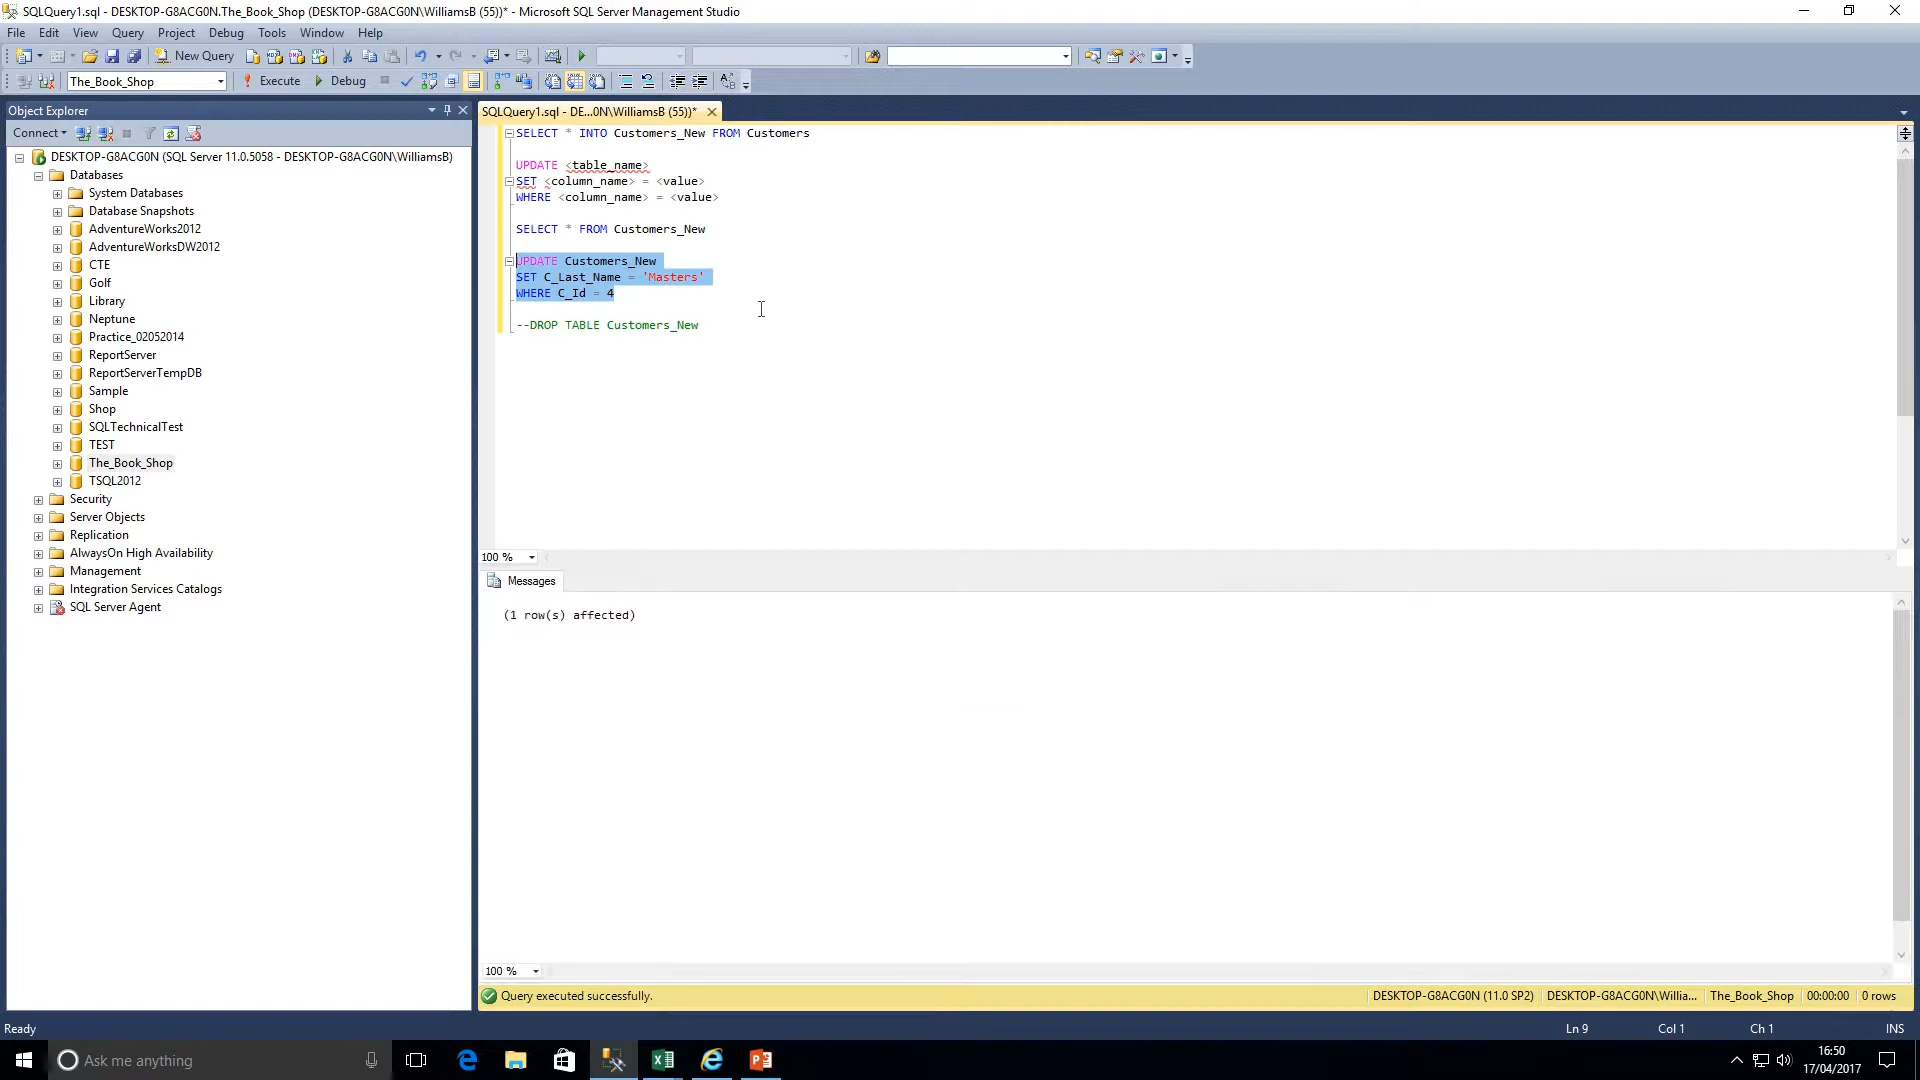 SQLQuery1.sql - DESKTOP-G8ACG0N.The_Book_Shop (DESKTOP-G8ACG0N\WilliamsB (55))* - Microsoft SQL Server Management Studio
File Edit View Query Project Debug Tools Window Help
New Query
The_Book_Shop Execute Debug
Object Explorer
Connect
DESKTOP-G8ACG0N (SQL Server 11.0.5058 - DESKTOP-G8ACG0N\WilliamsB)
Databases
System Databases
Database Snapshots
AdventureWorks2012
AdventureWorksDW2012
CTE
Golf
Library
Neptune
Practice_02052014
ReportServer
ReportServerTempDB
Sample
Shop
SQLTechnicalTest
TEST
The_Book_Shop
TSQL2012
Security
Server Objects
Replication
AlwaysOn High Availability
Management
Integration Services Catalogs
SQL Server Agent
SQLQuery1.sql - DE...0N\WilliamsB (55))*
SELECT * INTO Customers_New FROM Customers
UPDATE <table_name>
SET <column_name> = <value>
WHERE <column_name> = <value>
SELECT * FROM Customers_New
UPDATE Customers_New
SET C_Last_Name = 'Masters'
WHERE C_Id = 4
--DROP TABLE Customers_New
100 %
Messages
(1 row(s) affected)
100 %
Query executed successfully. DESKTOP-G8ACG0N (11.0 SP2) DESKTOP-G8ACG0N\Willia... The_Book_Shop 00:00:00 0 rows
Ready Ln 9 Col 1 Ch 1 INS
Ask me anything
16:50
17/04/2017